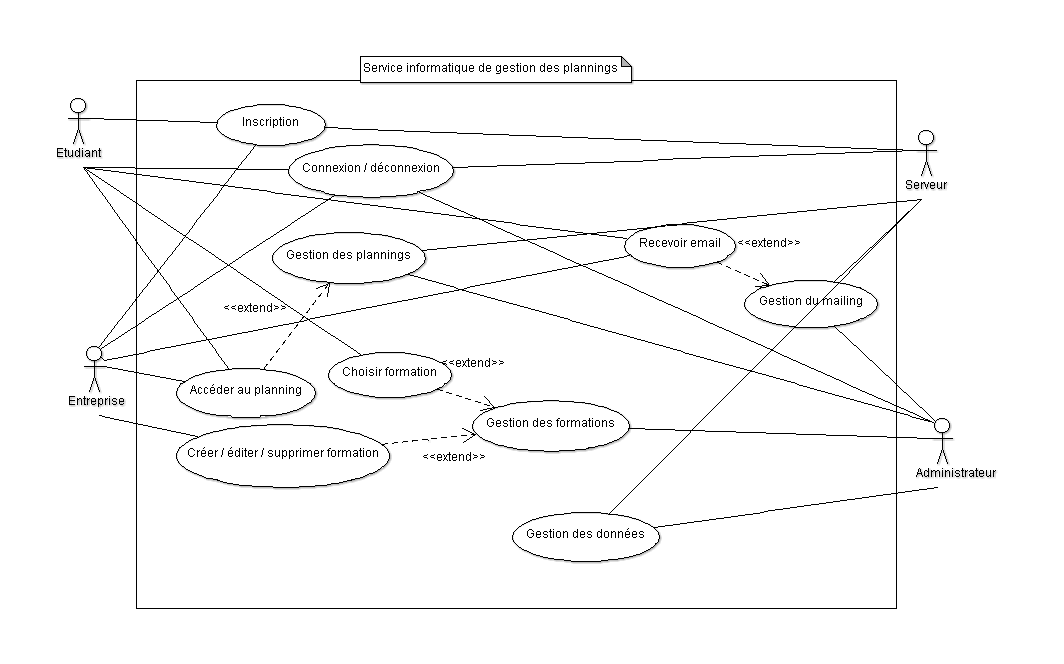 Service informatique de gestion des plannings
Inscription
Etudiant
Connexion / déconnexion
Serveur
Recevoir email
<<extend>>
Gestion des plannings
Gestion du mailing
<<extend>>
Choisir formation
<<extend>>
Entreprise
Accéder au planning
Gestion des formations
Créer / éditer / supprimer formation
<<extend>>
Administrateur
Gestion des données